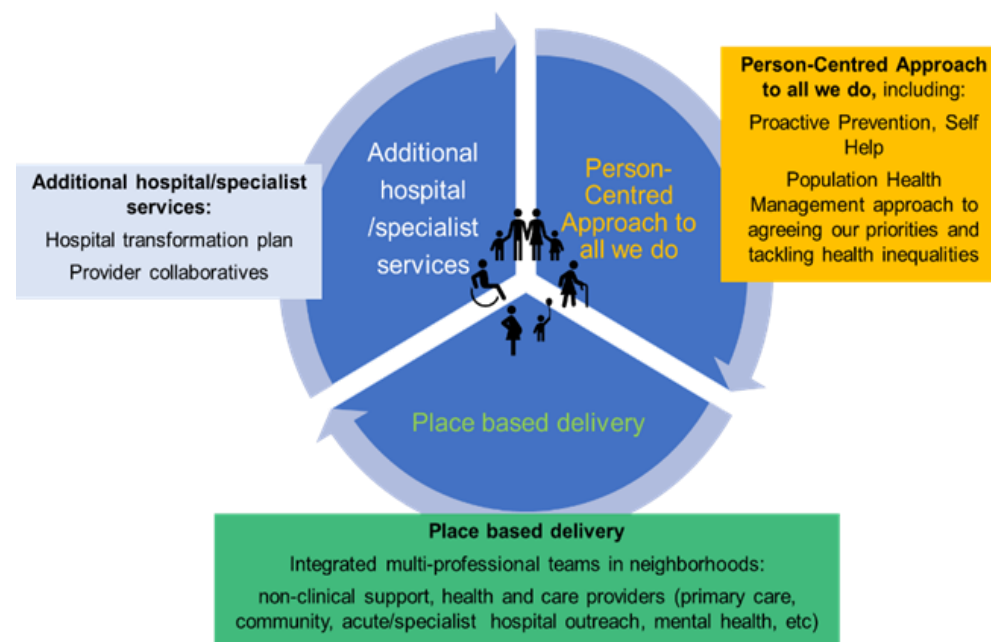 Additional
hospital
/specialist
services
Person-
Centred
Approach to
all we do
Place based delivery
Person-Centred Approach
to all we do, including:
Proactive Prevention, Self
Help
Population Health
Management approach to
agreeing our priorities and
tackling health inequalities
Additional hospital/specialist
services:
Hospital transformation plan
Provider collaboratives
Place based delivery
Integrated multi-professional teams in neighborhoods:
non-clinical support, health and care providers (primary care,
community, acute/specialist hospital outreach, mental health, etc)